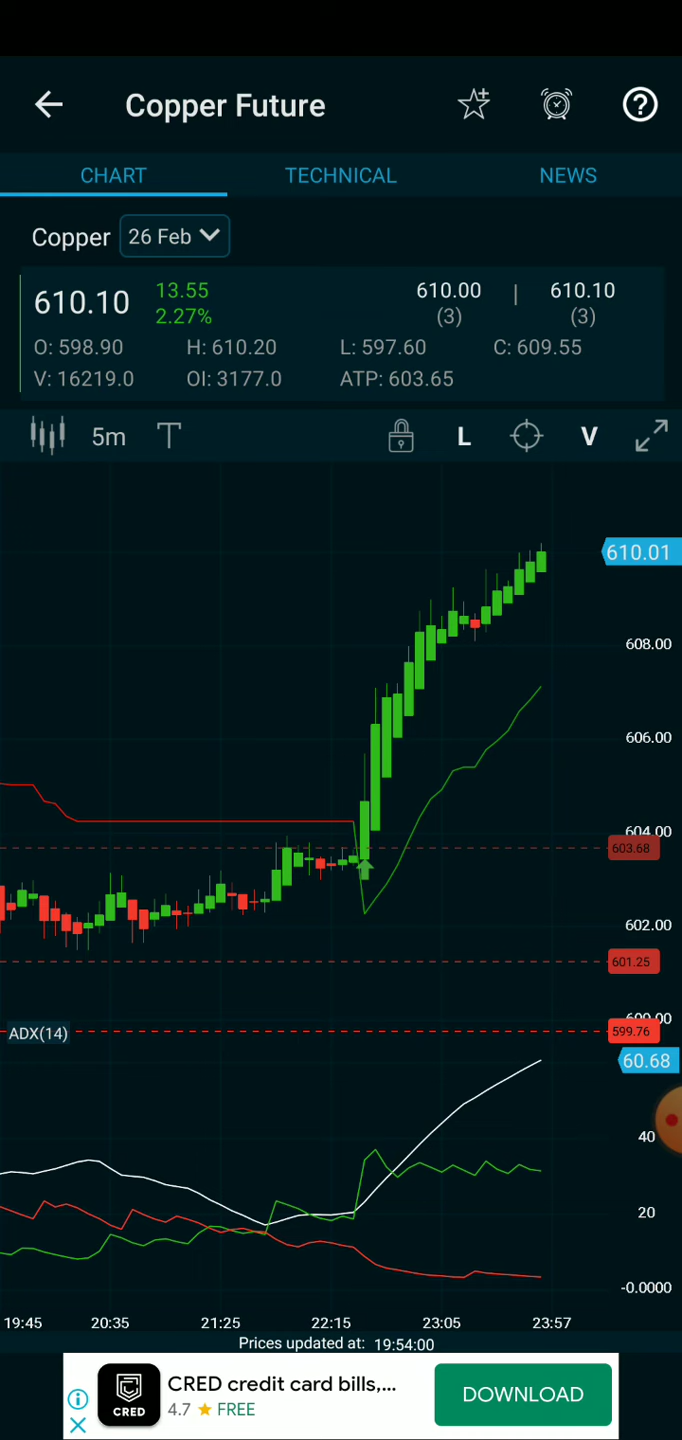 Copper Future
CHART TECHNICAL NEWS
Copper 26 Feb
610.10 13.55 2.27% 610.00 (3) | 610.10 (3)
O: 598.90 H: 610.20 L: 597.60 C: 609.55
V: 16219.0 OI: 3177.0 ATP: 603.65
5m T L V
610.01
608.00
606.00
604.00
603.68
602.00
601.25
600.00
599.76
ADX(14)
60.68
40
20
-0.0000
19:45 20:35 21:25 22:15 23:05 23:57
Prices updated at: 19:54:00
CRED
CRED credit card bills,...
4.7 ★ FREE
DOWNLOAD